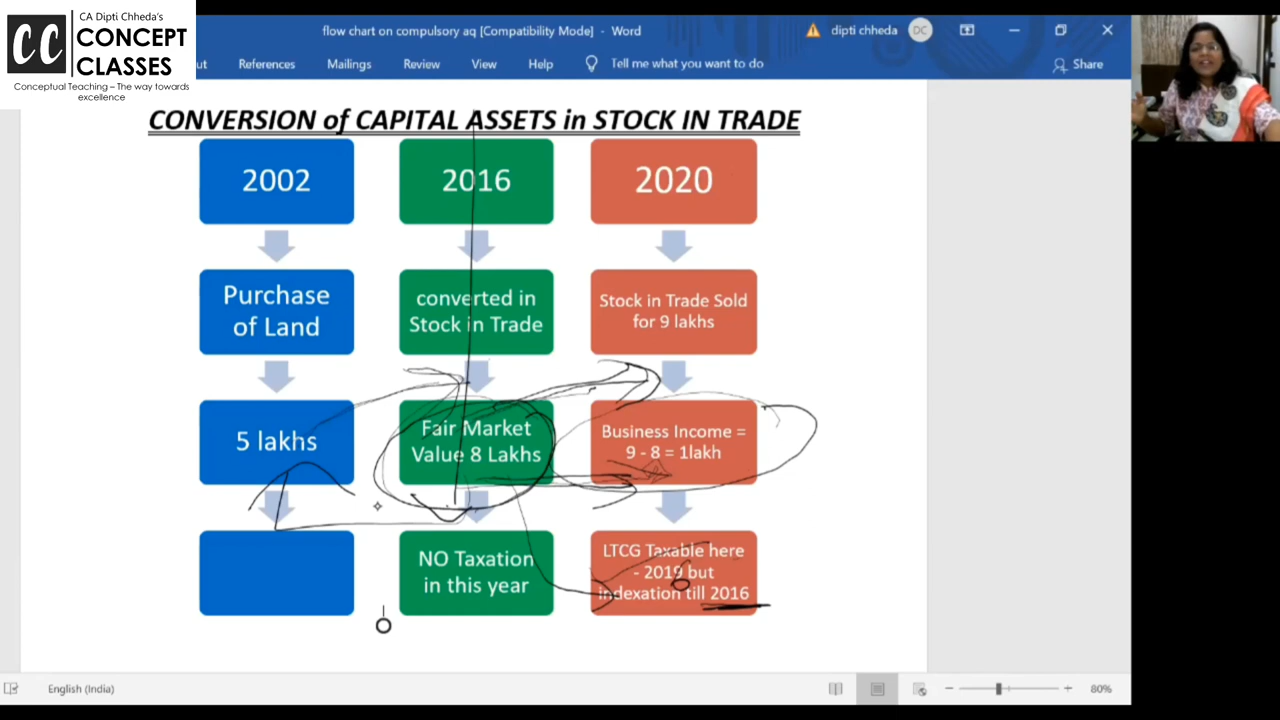 CA Dipti Chheda's
CC CONCEPT
CLASSES
Conceptual Teaching – The way towards
excellence
flow chart on compulsory aq [Compatibility Mode] - Word
dipti chheda
DC
ut References Mailings Review View Help Tell me what you want to do
Share
CONVERSION of CAPITAL ASSETS in STOCK IN TRADE
2002
2016
2020
Purchase
of Land
converted in
Stock in Trade
Stock in Trade Sold
for 9 lakhs
5 lakhs
Fair Market
Value 8 Lakhs
Business Income =
9 - 8 = 1lakh
NO Taxation
in this year
LTCG Taxable here
- 2019 but
indexation till 2016
English (India)
80%